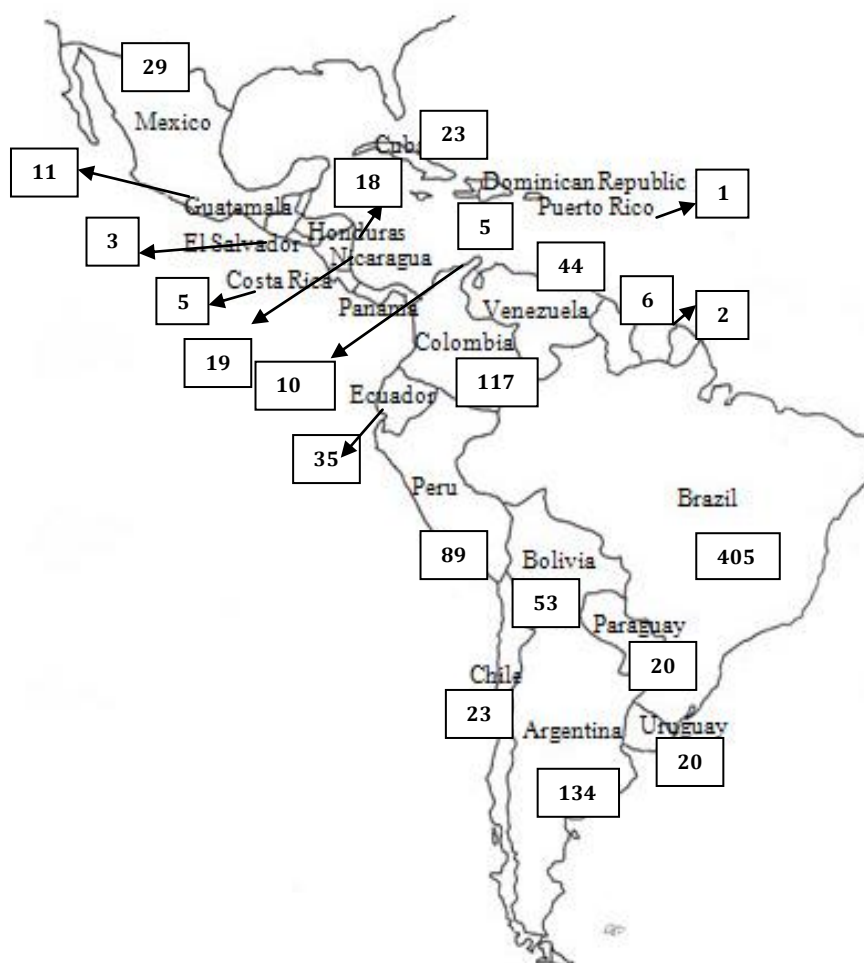 29
Mexico
23
Cuba
11
18
Dominican Republic
1
Guatemala
Puerto Rico
3
Honduras
5
El Salvador
Nicaragua
44
5
Costa Rica
6
2
Panama
Venezuela
Colombia
19
10
117
Ecuador
35
Peru
Brazil
89
Bolivia
405
53
Paraguay
20
Chile
23
Argentina
Uruguay
20
134